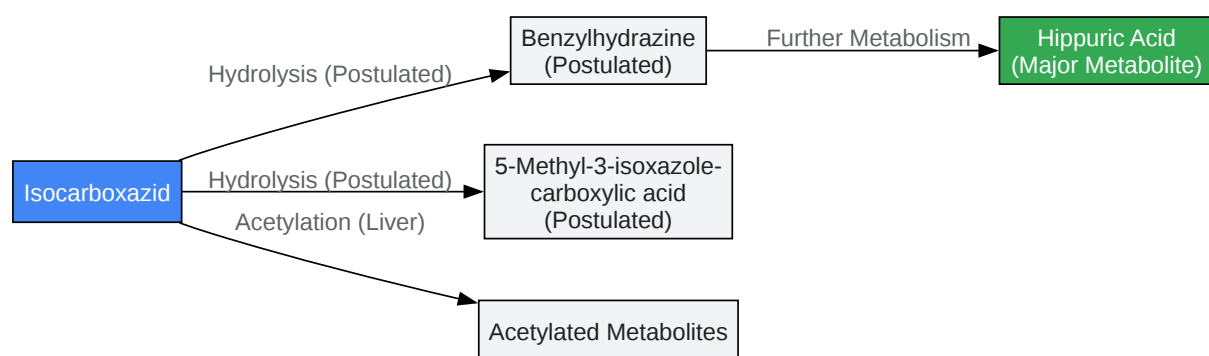 Benzylhydrazine
(Postulated)
Further Metabolism
Hippuric Acid
(Major Metabolite)
Hydrolysis (Postulated)
Isocarboxazid
Hydrolysis (Postulated)
5-Methyl-3-isoxazole-
carboxylic acid
(Postulated)
Acetylation (Liver)
Acetylated Metabolites